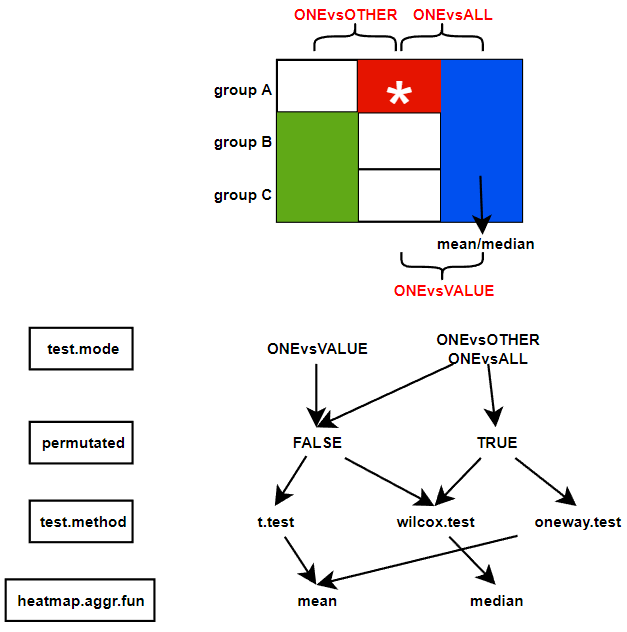 ONEvsOTHER ONEvsALL
group A
*
group B
group C
mean/median
ONEvsVALUE
test.mode ONEvsVALUE ONEvsOTHER
ONEvsALL
permutated FALSE TRUE
test.method t.test wilcox.test oneway.test
heatmap.aggr.fun mean median